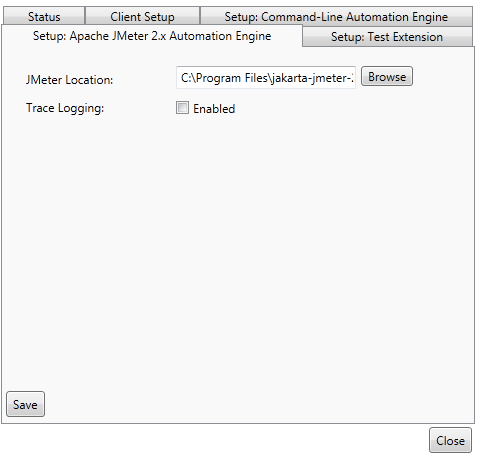 Status Client Setup Setup: Command-Line Automation Engine
Setup: Apache JMeter 2.x Automation Engine Setup: Test Extension
JMeter Location: C:\Program Files\jakarta-jmeter- Browse
Trace Logging: Enabled
Save
Close